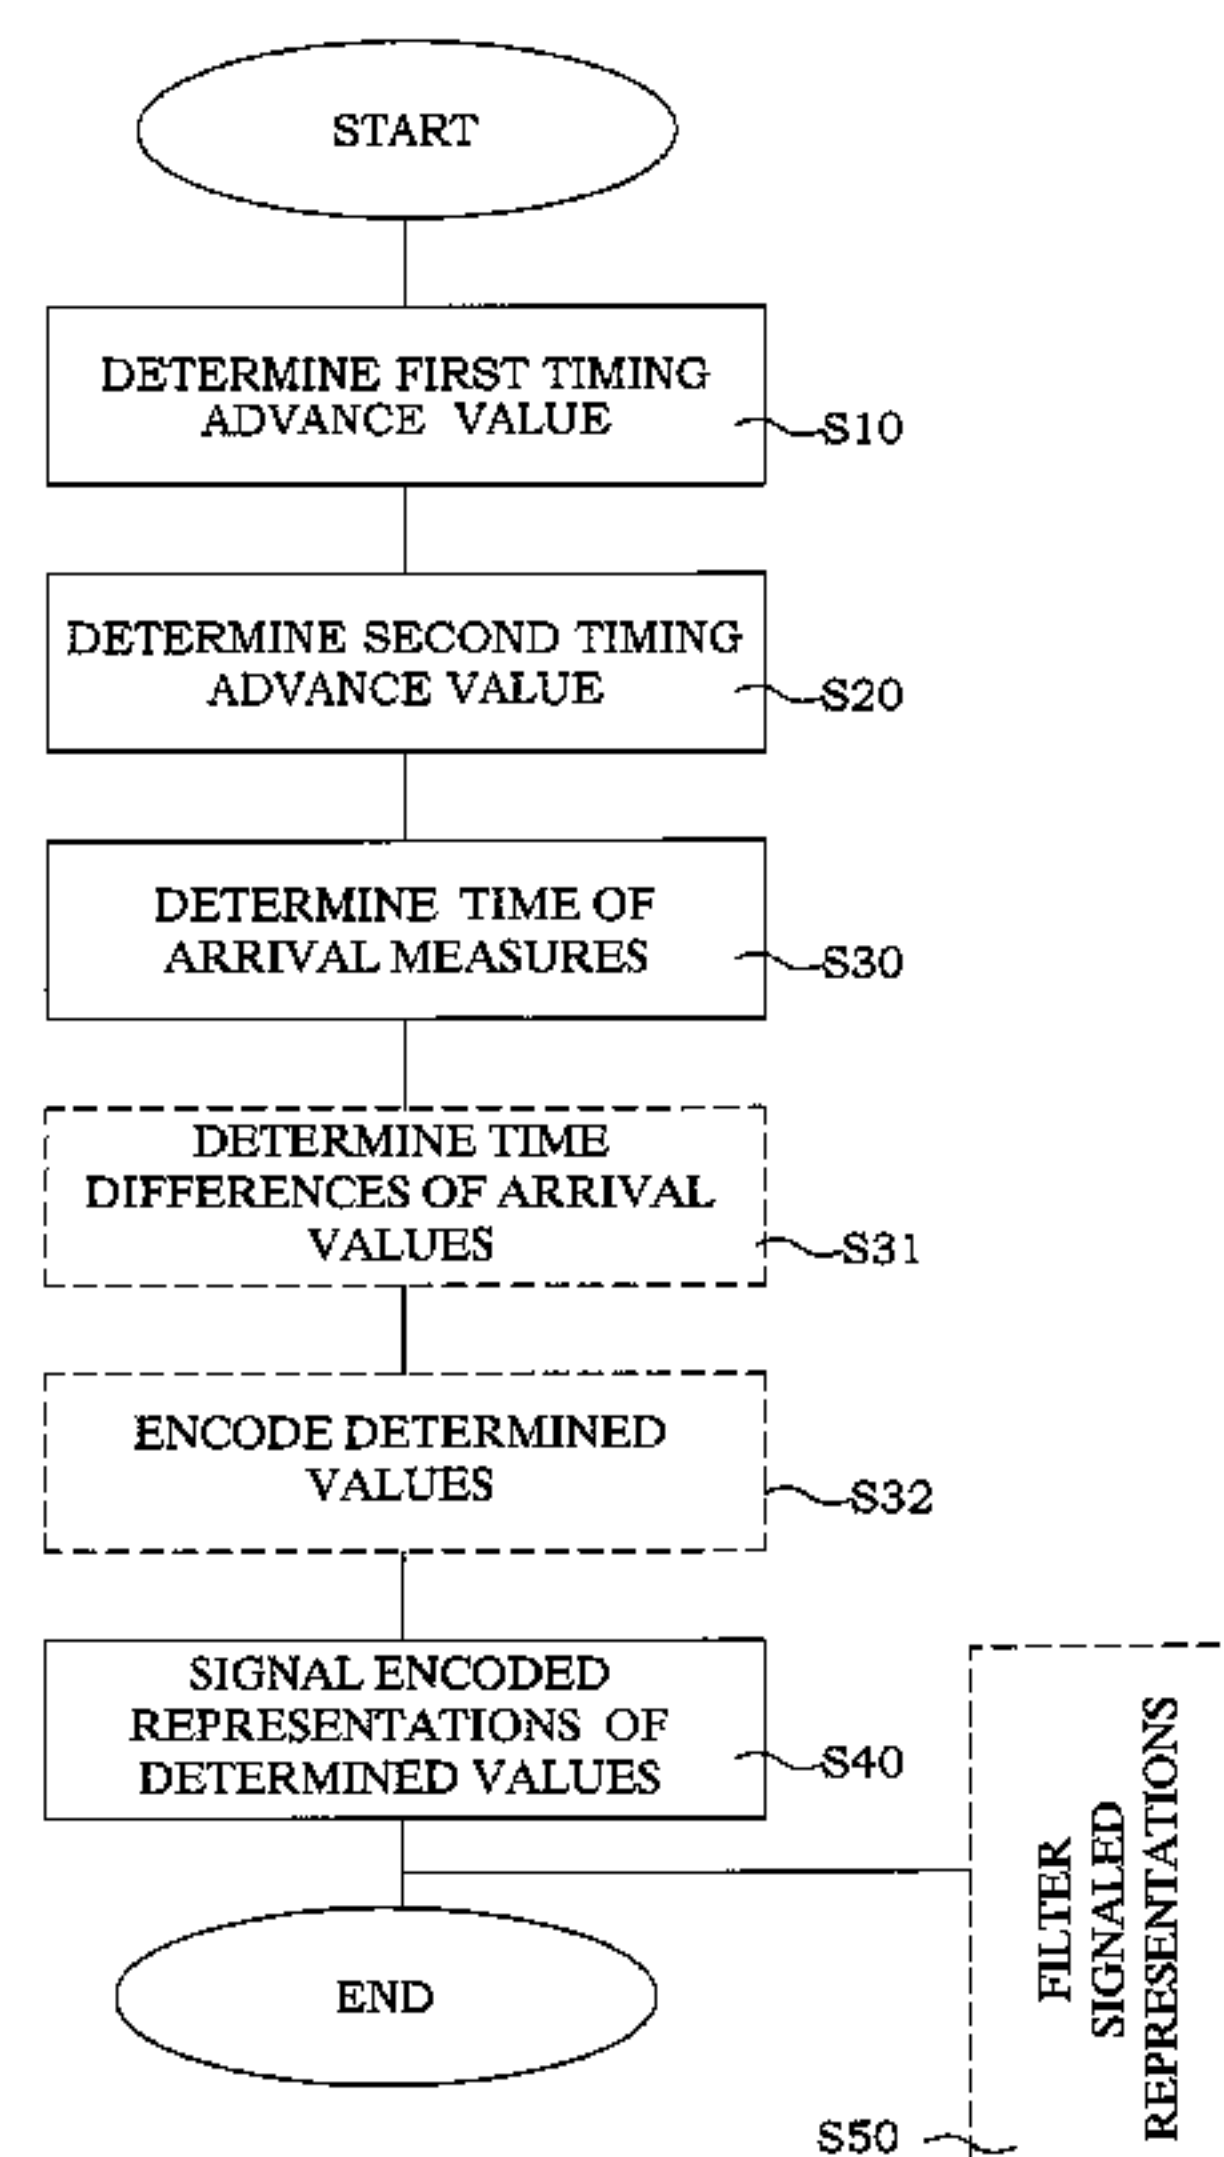 START
DETERMINE FIRST TIMING
ADVANCE VALUE
S10
DETERMINE SECOND TIMING
ADVANCE VALUE
S20
DETERMINE TIME OF
ARRIVAL MEASURES
S30
DETERMINE TIME
DIFFERENCES OF ARRIVAL
VALUES
S31
ENCODE DETERMINED
VALUES
S32
SIGNAL ENCODED
REPRESENTATIONS OF
DETERMINED VALUES
S40
END
FILTER
SIGNALED
REPRESENTATIONS
S50